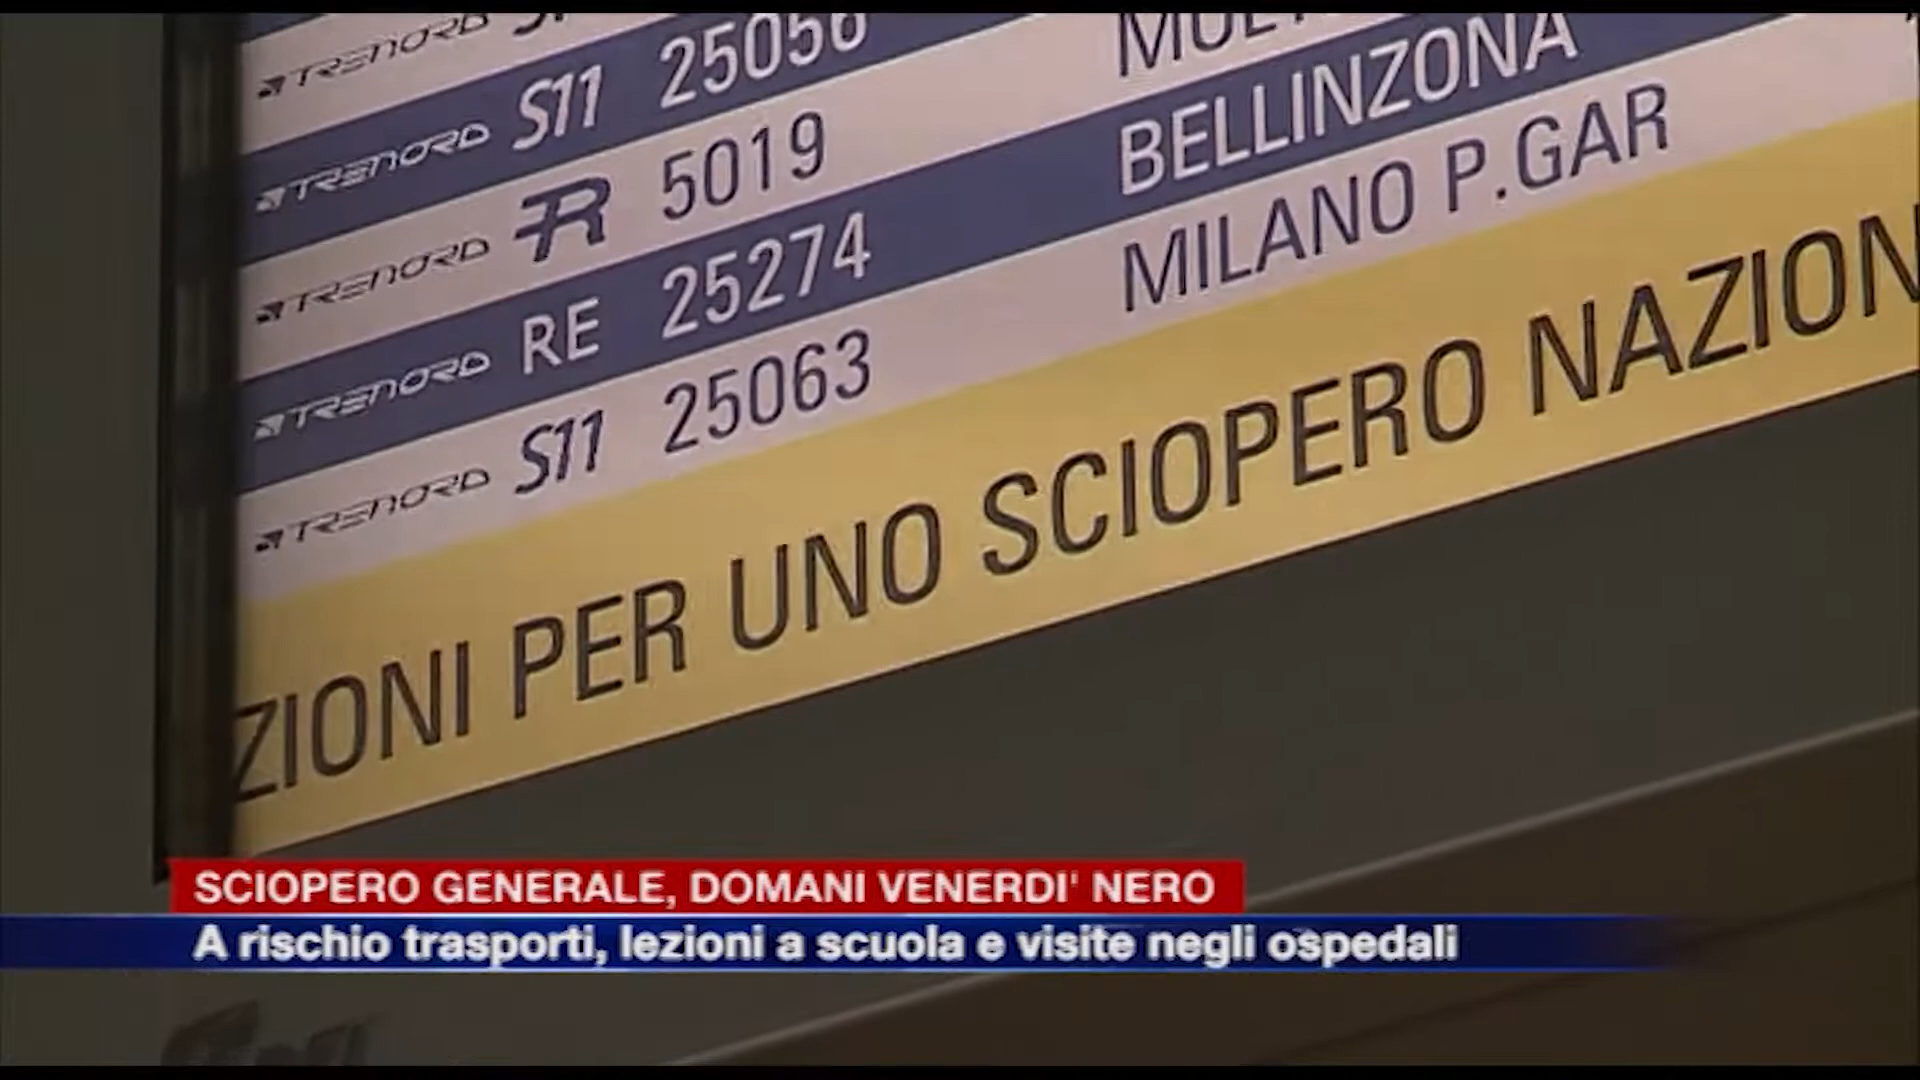 TRENORD
TRENORD S11 25056
TRENORD R 5019
TRENORD RE 25274 BELLINZONA
TRENORD S11 25063 MILANO P.GAR
ZIONI PER UNO SCIOPERO NAZION
SCIOPERO GENERALE, DOMANI VENERDI' NERO
A rischio trasporti, lezioni a scuola e visite negli ospedali